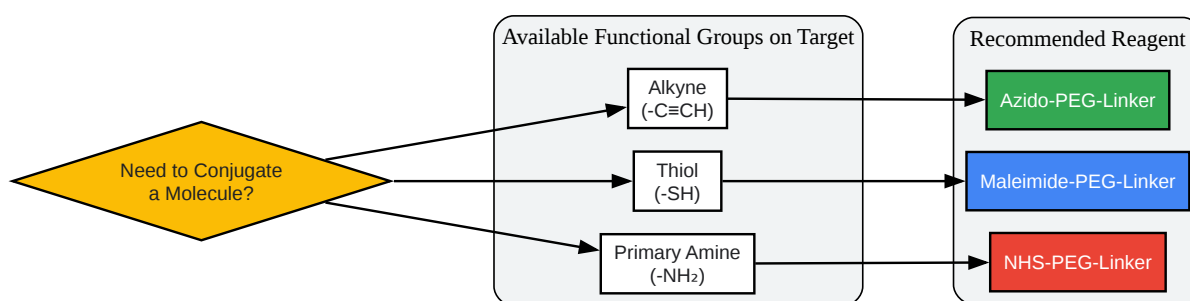 Available Functional Groups on Target
Recommended Reagent
Alkyne
(-C≡CH)
Azido-PEG-Linker
Need to Conjugate
a Molecule?
Thiol
(-SH)
Maleimide-PEG-Linker
Primary Amine
(-NH₂)
NHS-PEG-Linker